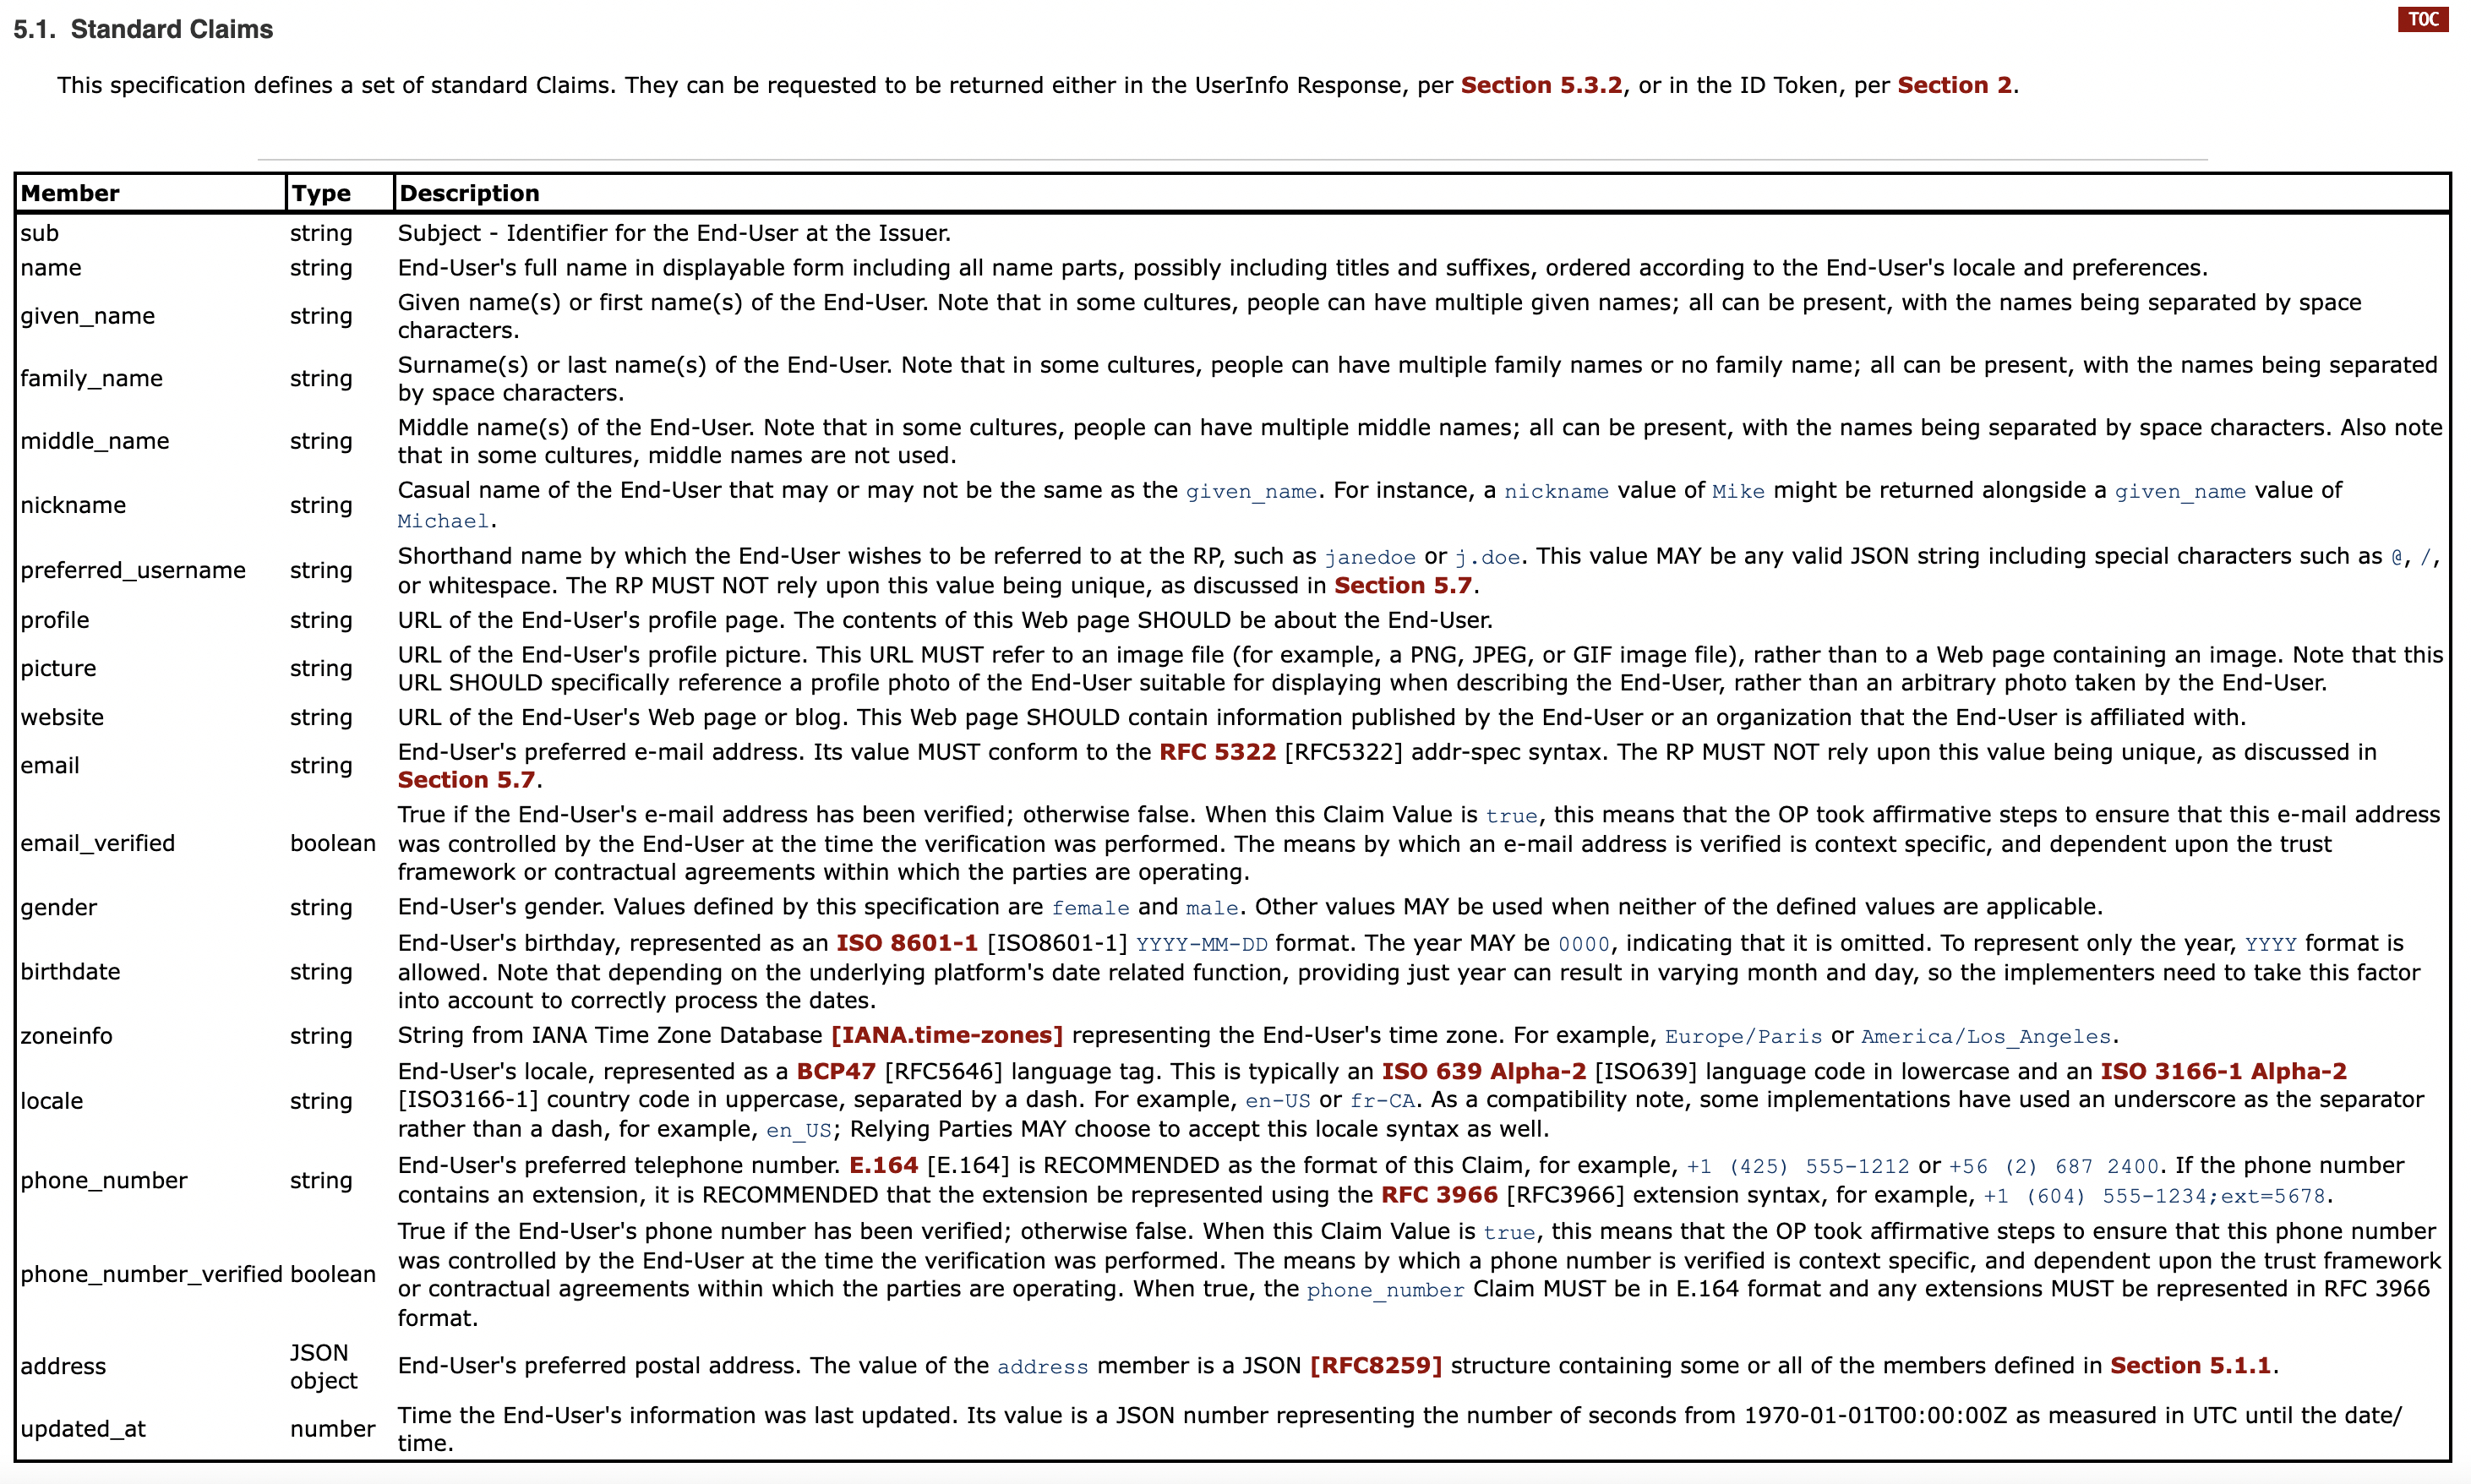 5.1.  Standard Claims
TOC
This specification defines a set of standard Claims. They can be requested to be returned either in the UserInfo Response, per Section 5.3.2, or in the ID Token, per Section 2.
Member Type Description
sub string Subject - Identifier for the End-User at the Issuer.
name string End-User's full name in displayable form including all name parts, possibly including titles and suffixes, ordered according to the End-User's locale and preferences.
given_name string Given name(s) or first name(s) of the End-User. Note that in some cultures, people can have multiple given names; all can be present, with the names being separated by space
characters.
family_name string Surname(s) or last name(s) of the End-User. Note that in some cultures, people can have multiple family names or no family name; all can be present, with the names being separated
by space characters.
middle_name string Middle name(s) of the End-User. Note that in some cultures, people can have multiple middle names; all can be present, with the names being separated by space characters. Also note
that in some cultures, middle names are not used.
nickname string Casual name of the End-User that may or may not be the same as the given_name. For instance, a nickname value of Mike might be returned alongside a given_name value of
Michael.
preferred_username string Shorthand name by which the End-User wishes to be referred to at the RP, such as janedoe or j.doe. This value MAY be any valid JSON string including special characters such as @, /,
or whitespace. The RP MUST NOT rely upon this value being unique, as discussed in Section 5.7.
profile string URL of the End-User's profile page. The contents of this Web page SHOULD be about the End-User.
picture string URL of the End-User's profile picture. This URL MUST refer to an image file (for example, a PNG, JPEG, or GIF image file), rather than to a Web page containing an image. Note that this
URL SHOULD specifically reference a profile photo of the End-User suitable for displaying when describing the End-User, rather than an arbitrary photo taken by the End-User.
website string URL of the End-User's Web page or blog. This Web page SHOULD contain information published by the End-User or an organization that the End-User is affiliated with.
email string End-User's preferred e-mail address. Its value MUST conform to the RFC 5322 [RFC5322] addr-spec syntax. The RP MUST NOT rely upon this value being unique, as discussed in
Section 5.7.
email_verified boolean True if the End-User's e-mail address has been verified; otherwise false. When this Claim Value is true, this means that the OP took affirmative steps to ensure that this e-mail address
was controlled by the End-User at the time the verification was performed. The means by which an e-mail address is verified is context specific, and dependent upon the trust
framework or contractual agreements within which the parties are operating.
gender string End-User's gender. Values defined by this specification are female and male. Other values MAY be used when neither of the defined values are applicable.
birthdate string End-User's birthday, represented as an ISO 8601-1 [ISO8601-1] YYYY-MM-DD format. The year MAY be 0000, indicating that it is omitted. To represent only the year, YYYY format is
allowed. Note that depending on the underlying platform's date related function, providing just year can result in varying month and day, so the implementers need to take this factor
into account to correctly process the dates.
zoneinfo string String from IANA Time Zone Database [IANA.time-zones] representing the End-User's time zone. For example, Europe/Paris or America/Los_Angeles.
locale string End-User's locale, represented as a BCP47 [RFC5646] language tag. This is typically an ISO 639 Alpha-2 [ISO639] language code in lowercase and an ISO 3166-1 Alpha-2
[ISO3166-1] country code in uppercase, separated by a dash. For example, en-US or fr-CA. As a compatibility note, some implementations have used an underscore as the separator
rather than a dash, for example, en_US; Relying Parties MAY choose to accept this locale syntax as well.
phone_number string End-User's preferred telephone number. E.164 [E.164] is RECOMMENDED as the format of this Claim, for example, +1 (425) 555-1212 or +56 (2) 687 2400. If the phone number
contains an extension, it is RECOMMENDED that the extension be represented using the RFC 3966 [RFC3966] extension syntax, for example, +1 (604) 555-1234;ext=5678.
phone_number_verified boolean True if the End-User's phone number has been verified; otherwise false. When this Claim Value is true, this means that the OP took affirmative steps to ensure that this phone number
was controlled by the End-User at the time the verification was performed. The means by which a phone number is verified is context specific, and dependent upon the trust framework
or contractual agreements within which the parties are operating. When true, the phone_number Claim MUST be in E.164 format and any extensions MUST be represented in RFC 3966
format.
address JSON object End-User's preferred postal address. The value of the address member is a JSON [RFC8259] structure containing some or all of the members defined in Section 5.1.1.
updated_at number Time the End-User's information was last updated. Its value is a JSON number representing the number of seconds from 1970-01-01T00:00:00Z as measured in UTC until the date/
time.